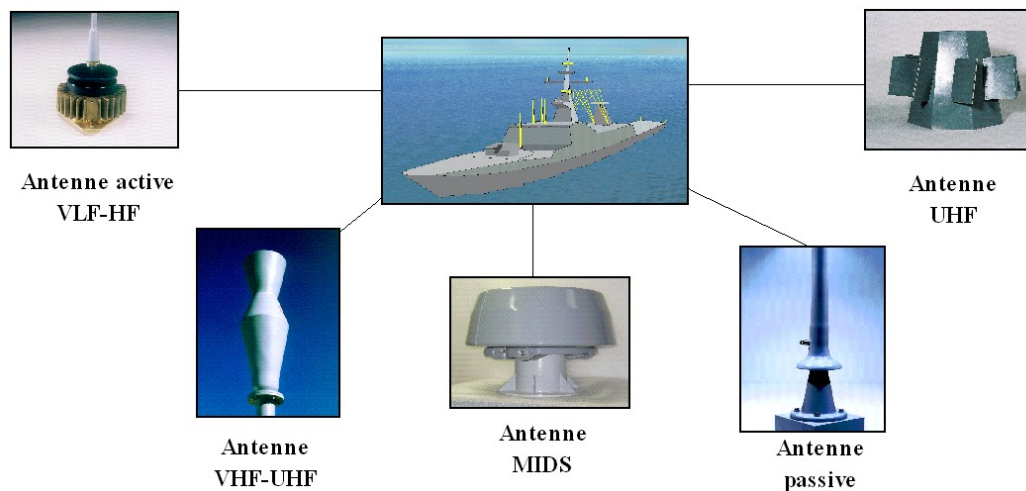 Antenne active
VLF-HF
Antenne
UHF
Antenne
VHF-UHF
Antenne
MIDS
Antenne
passive